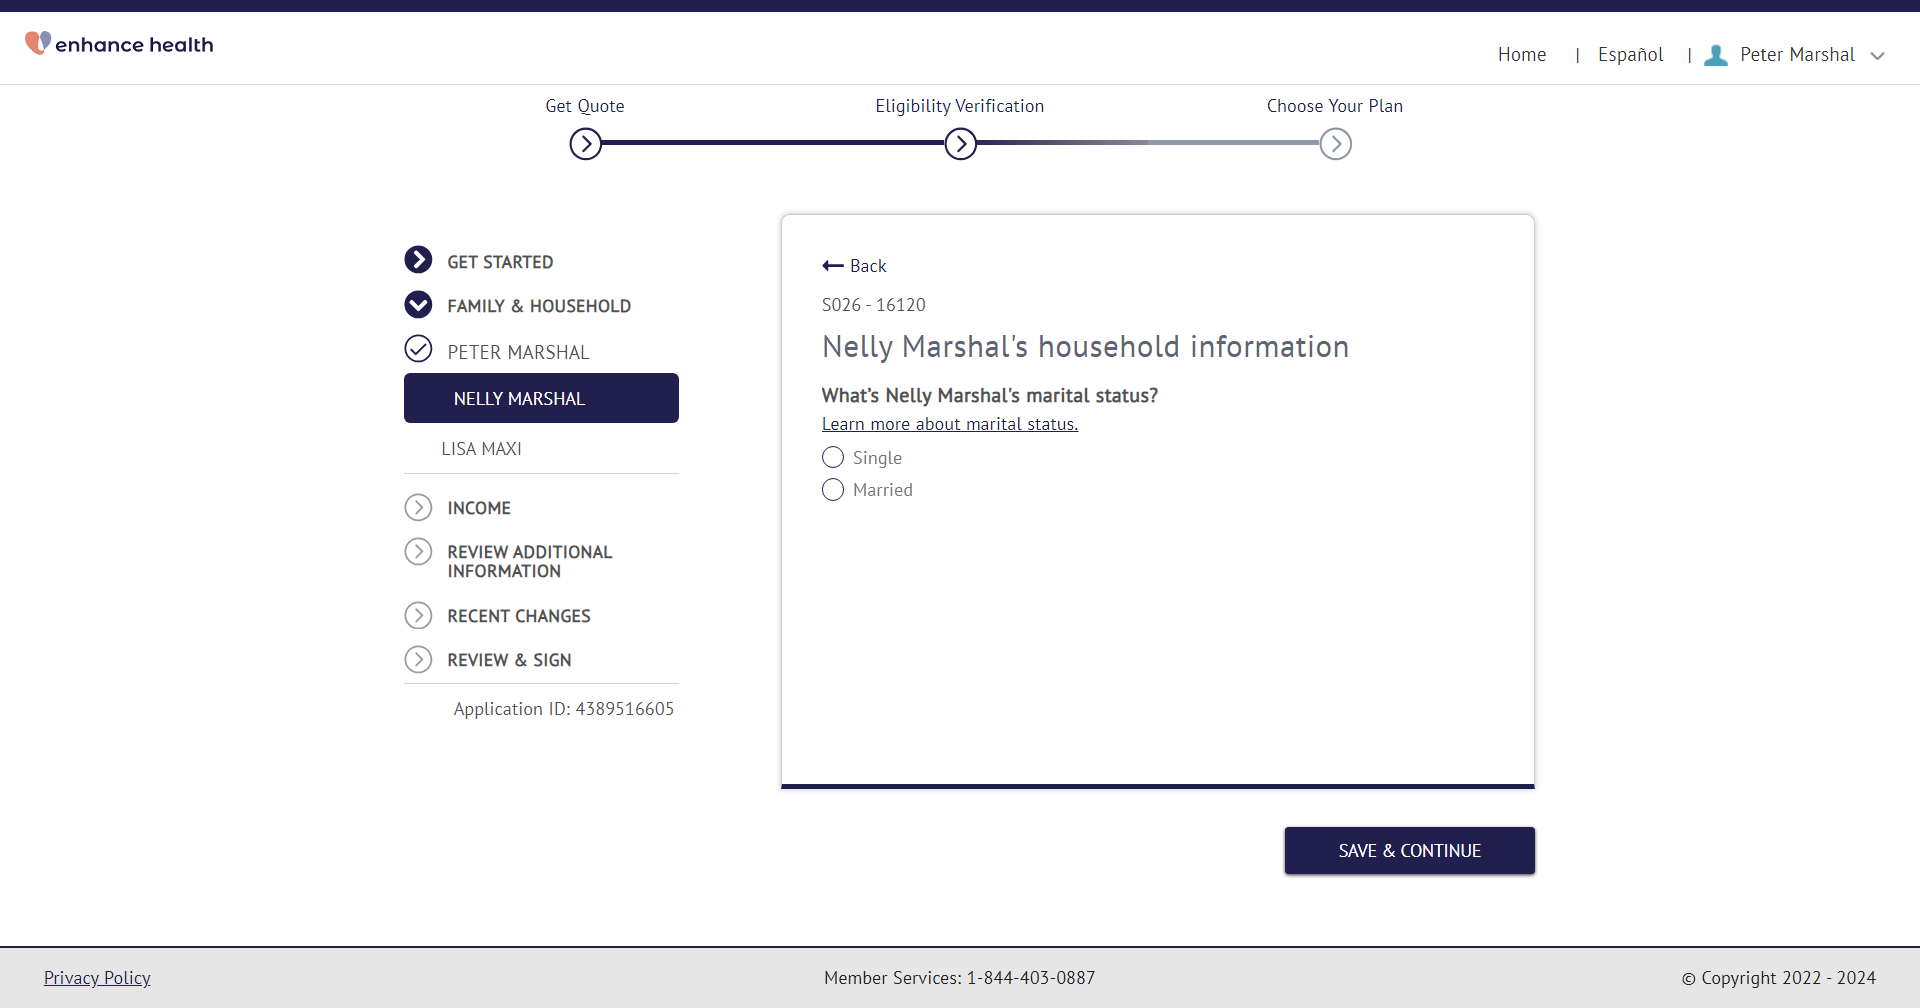 enhance health
Home | Español | Peter Marshal
Get Quote
Eligibility Verification
Choose Your Plan
GET STARTED
FAMILY & HOUSEHOLD
PETER MARSHAL
NELLY MARSHAL
LISA MAXI
INCOME
REVIEW ADDITIONAL
INFORMATION
RECENT CHANGES
REVIEW & SIGN
Application ID: 4389516605
Back
S026 - 16120
Nelly Marshal's household information
What’s Nelly Marshal's marital status?
Learn more about marital status.
Single
Married
SAVE & CONTINUE
Privacy Policy
Member Services: 1-844-403-0887
© Copyright 2022 - 2024